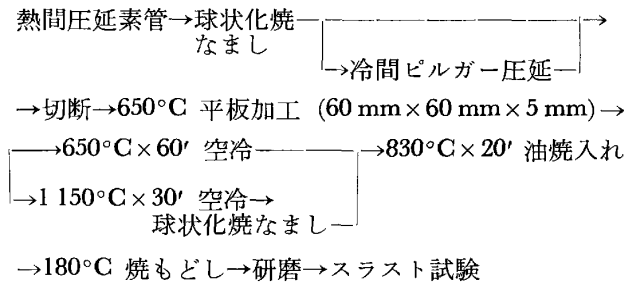 熱間圧延素管→球状化焼
なまし
→冷間ピルガー圧延
→切断→650°C 平板加工 (60 mm×60 mm×5 mm)→
→650°C×60′ 空冷→830°C×20′ 油焼入れ
→1 150°C×30′ 空冷→
球状化焼なまし
→180°C 焼もどし→研磨→スラスト試験